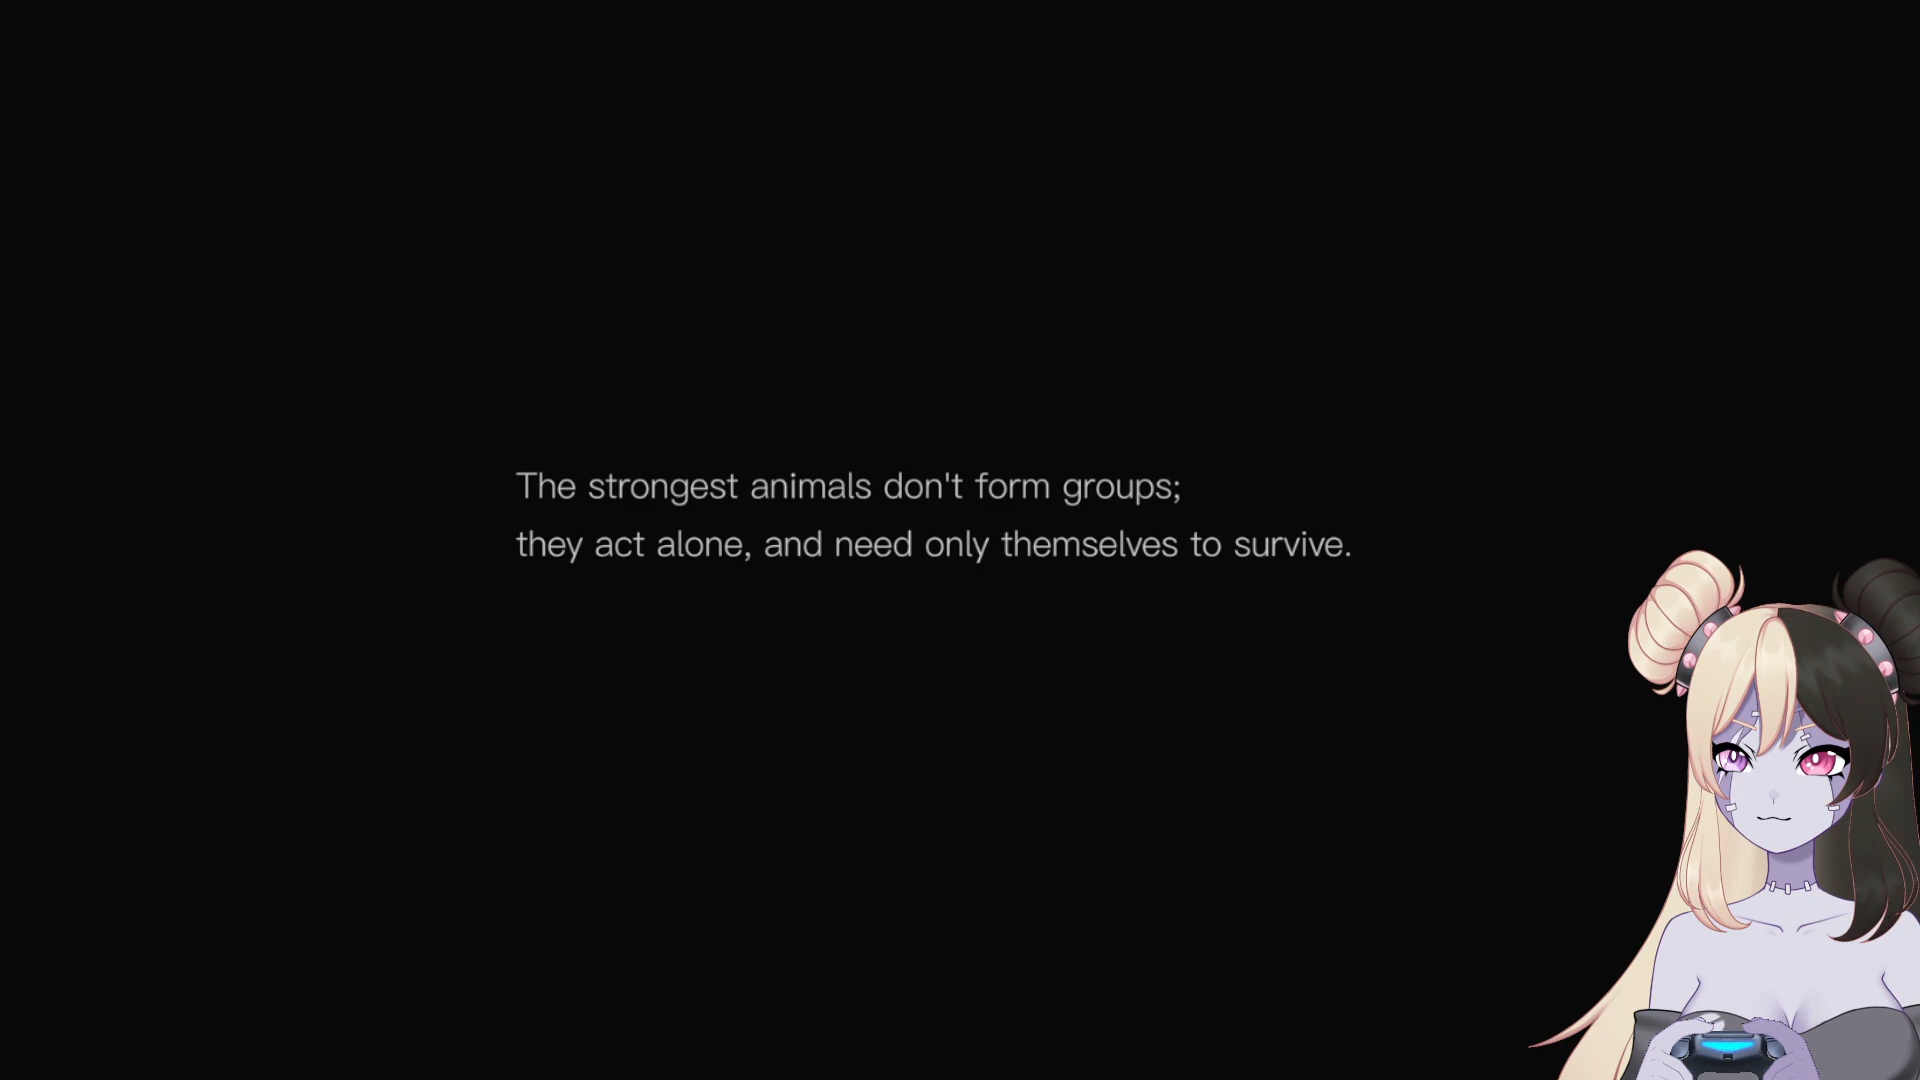 The strongest animals don't form groups;
they act alone, and need only themselves to survive.